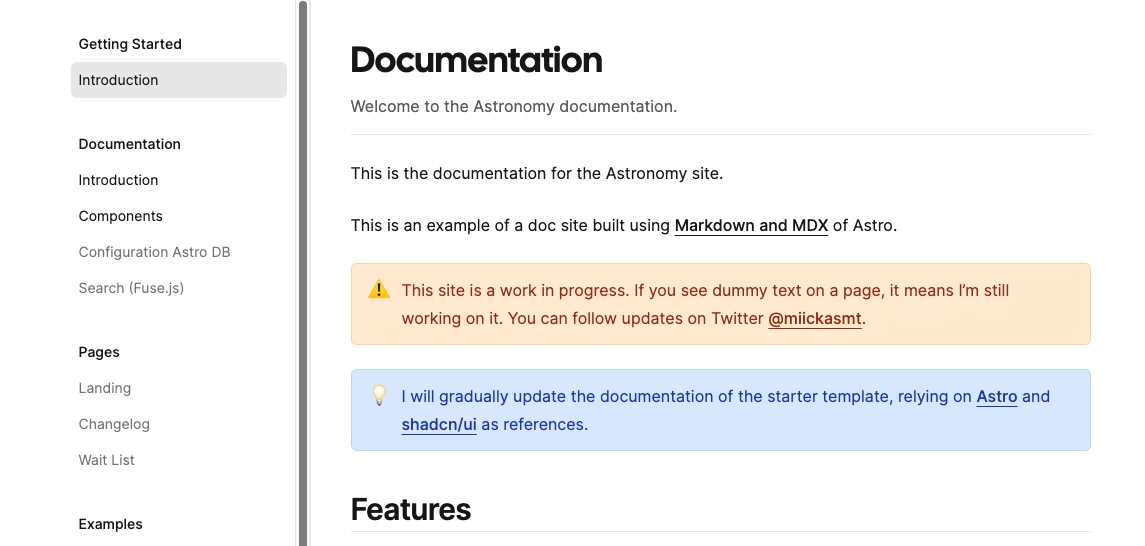 Getting Started
Introduction
Documentation
Introduction
Components
Configuration Astro DB
Search (Fuse.js)
Pages
Landing
Changelog
Wait List
Examples
Documentation
Welcome to the Astronomy documentation.
This is the documentation for the Astronomy site.
This is an example of a doc site built using Markdown and MDX of Astro.
This site is a work in progress. If you see dummy text on a page, it means I’m still
working on it. You can follow updates on Twitter @miickasmt.
I will gradually update the documentation of the starter template, relying on Astro and
shadcn/ui as references.
Features